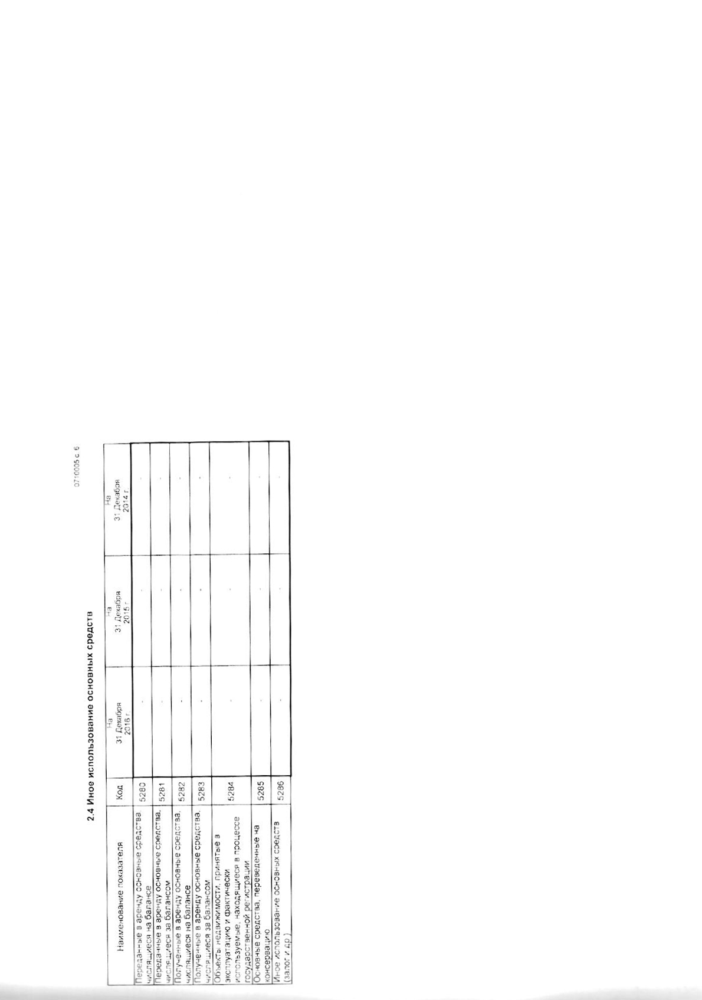 0710005 с. 6
2.4 Иное использование основных средств
Наименование показателя
Код
На
31 Декабря
2016 г.
На
31 Декабря
2015 г.
На
31 Декабря
2014 г.
Переданные в аренду основные средства,
числящиеся на балансе
5280
-
-
-
Переданные в аренду основные средства,
числящиеся за балансом
5281
-
-
-
Полученные в аренду основные средства,
числящиеся на балансе
5282
-
-
-
Полученные в аренду основные средства,
числящиеся за балансом
5283
-
-
-
Объекты недвижимости, принятые в
эксплуатацию и фактически
используемые, находящиеся в процессе
государственной регистрации
5284
-
-
-
Основные средства, переведенные на
консервацию
5285
-
-
-
Иное использование основных средств
(залог и др.)
5286
-
-
-